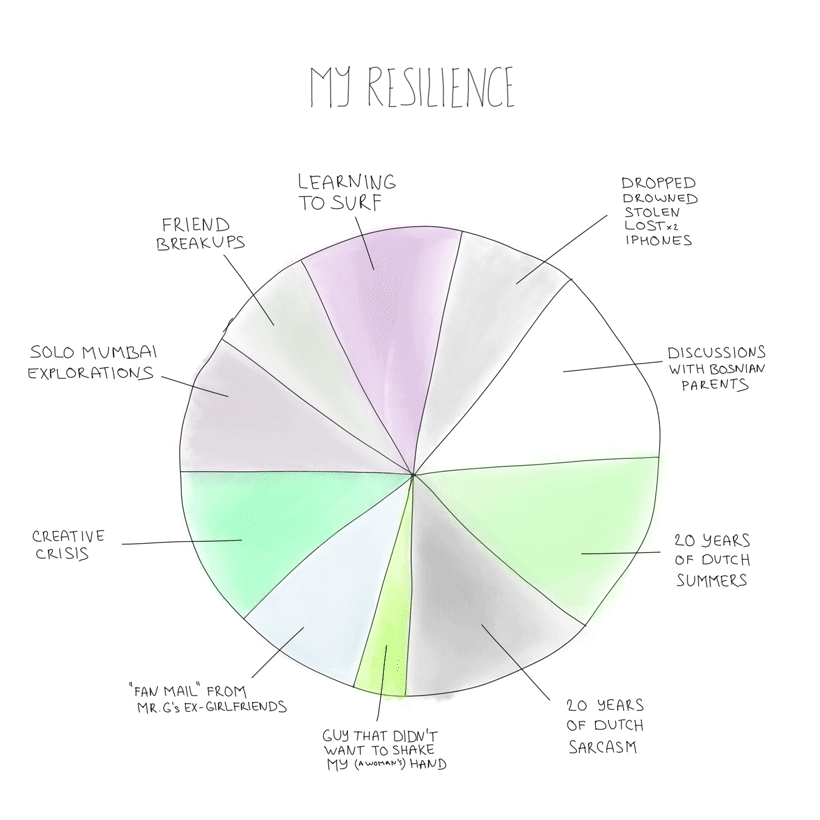 MY RESILIENCE
LEARNING
TO SURF
DROPPED
DROWNED
STOLEN
LOST x2
IPHONES
FRIEND
BREAKUPS
SOLO MUMBAI
EXPLORATIONS
DISCUSSIONS
WITH BOSNIAN
PARENTS
CREATIVE
CRISIS
20 YEARS
OF DUTCH
SUMMERS
"FAN MAIL" FROM
MR.G's EX-GIRLFRIENDS
GUY THAT DIDN'T
WANT TO SHAKE
MY (A WOMAN'S) HAND
20 YEARS
OF DUTCH
SARCASM